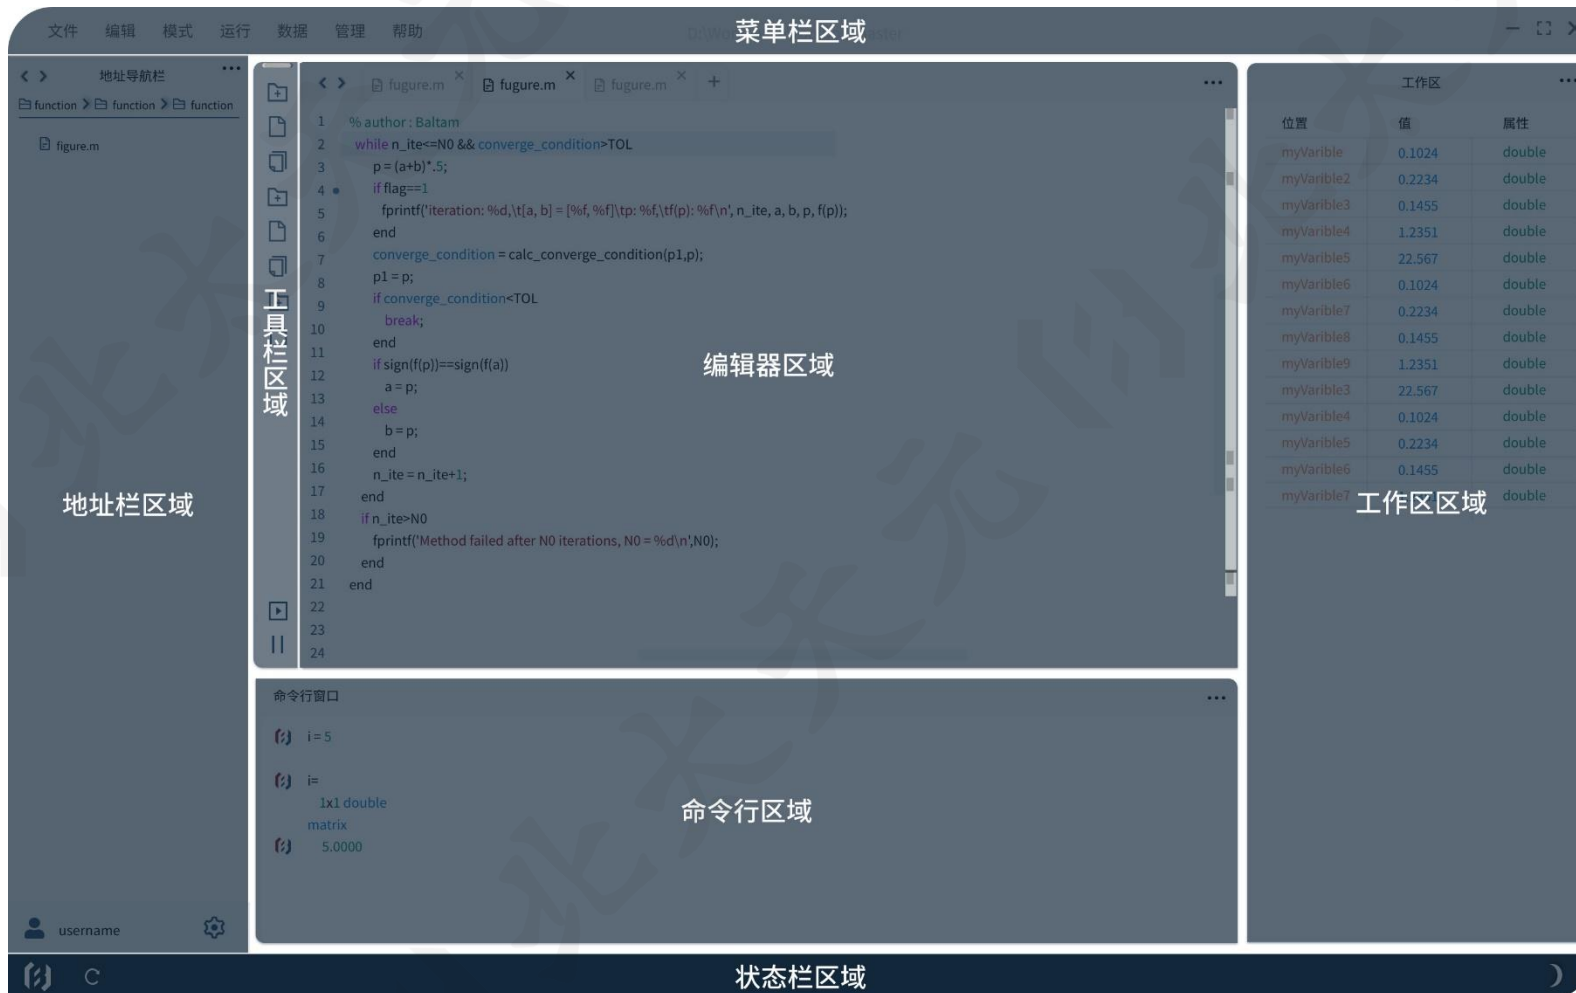 文件 编辑 模式 运行 数据 管理 帮助
菜单栏区域
地址导航栏
function function function
figure.m
地址栏区域
username
工具栏区域
fugure.m fugure.m fugure.m
1 % author : Baltam
2 while n_ite<=N0 && converge_condition>TOL
3 p = (a+b)*.5;
4 if flag==1
5 fprintf('iteration: %d,\t[a, b] = [%f, %f]\tp: %f,\tf(p): %f\n', n_ite, a, b, p, f(p));
6 end
7 converge_condition = calc_converge_condition(p1,p);
8 p1 = p;
9 if converge_condition<TOL
10 break;
11 end
12 if sign(f(p))==sign(f(a))
13 a = p;
14 else
15 b = p;
16 end
17 n_ite = n_ite+1;
18 end
19 if n_ite>N0
20 fprintf('Method failed after N0 iterations, N0 = %d\n',N0);
21 end
22 end
23
24
编辑器区域
命令行窗口
i = 5
i=
1x1 double
matrix
5.0000
命令行区域
工作区
位置 值 属性
myVarible 0.1024 double
myVarible2 0.2234 double
myVarible3 0.1455 double
myVarible4 1.2351 double
myVarible5 22.567 double
myVarible6 0.1024 double
myVarible7 0.2234 double
myVarible8 0.1455 double
myVarible9 1.2351 double
myVarible3 22.567 double
myVarible4 0.1024 double
myVarible5 0.2234 double
myVarible6 0.1455 double
myVarible7 double
工作区区域
状态栏区域
北太天元